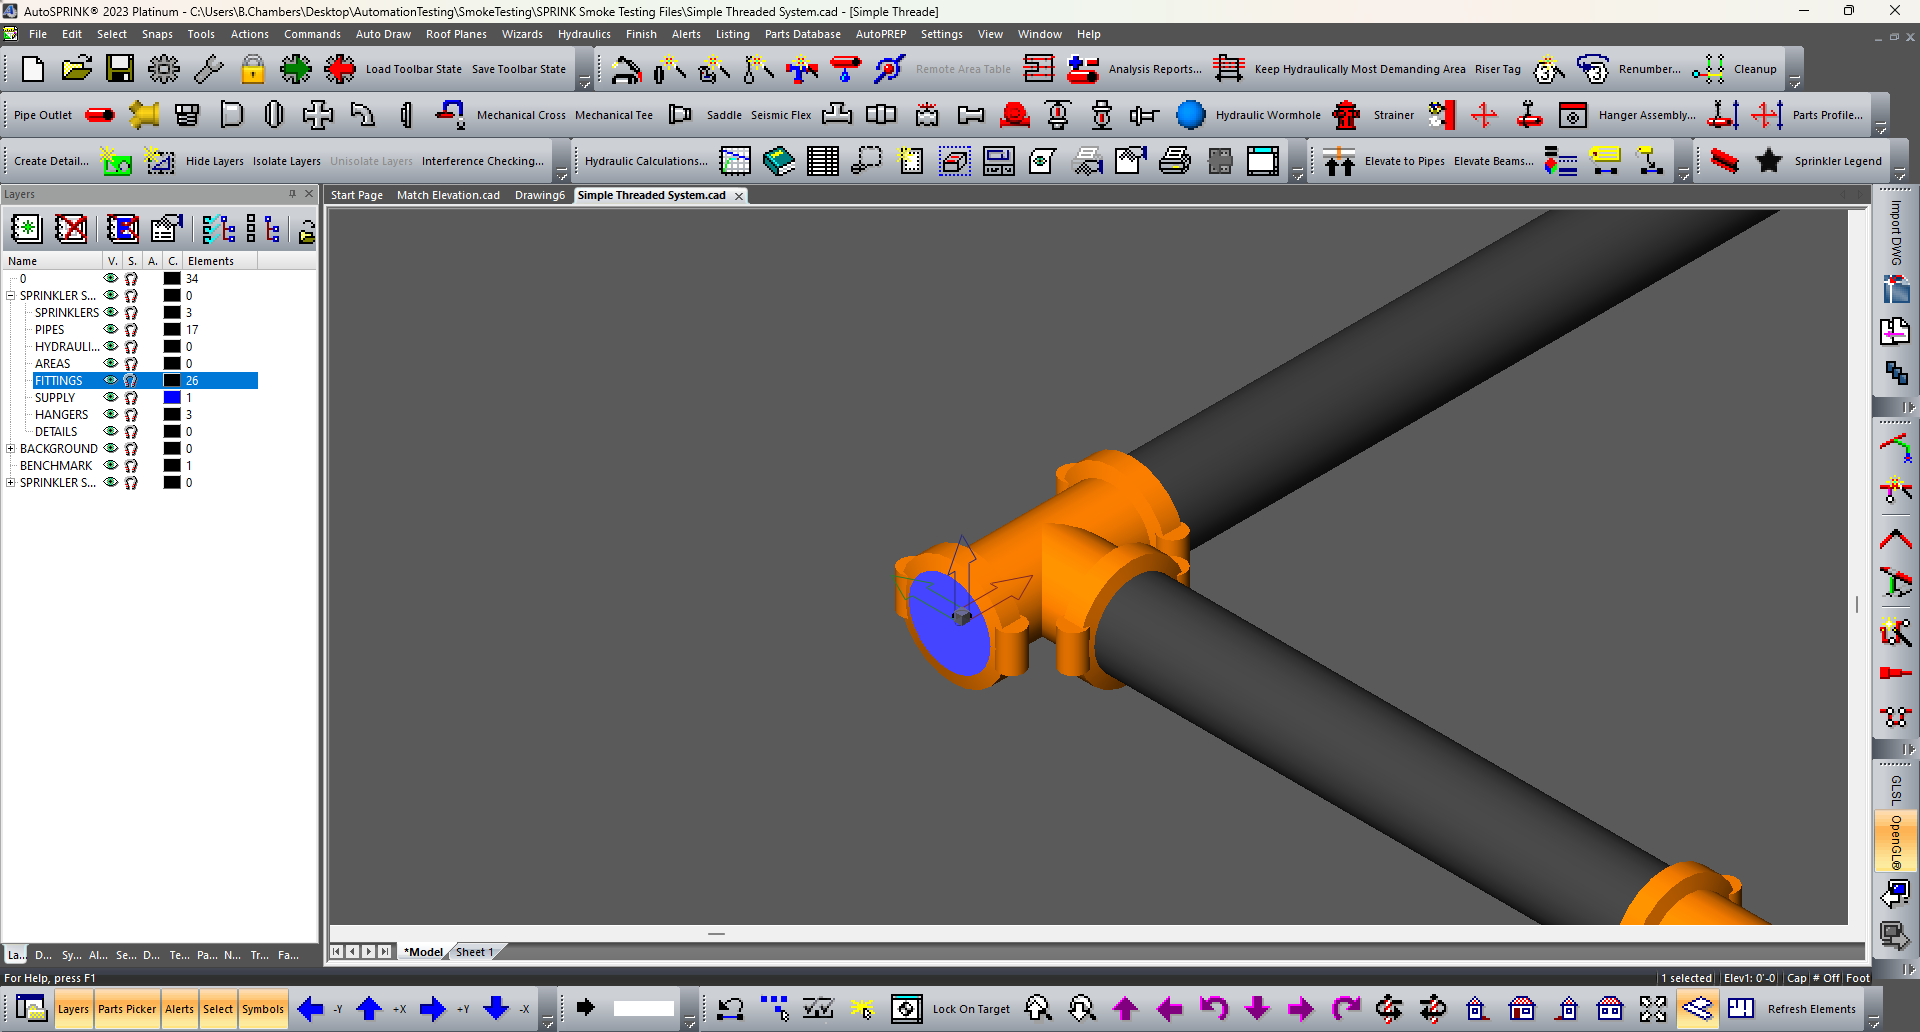 AutoSPRINK® 2023 Platinum - C:\Users\B.Chambers\Desktop\AutomationTesting\SmokeTesting\SPRINK Smoke Testing Files\Simple Threaded System.cad - [Simple Threade]
File Edit Select Snaps Tools Actions Commands Auto Draw Roof Planes Wizards Hydraulics Finish Alerts Listing Parts Database AutoPREP Settings View Window Help
Load Toolbar State Save Toolbar State Remote Area Table Analysis Reports... Keep Hydraulically Most Demanding Area Riser Tag Renumber... Cleanup
Pipe Outlet Mechanical Cross Mechanical Tee Saddle Seismic Flex Hydraulic Wormhole Strainer Hanger Assembly... Parts Profile...
Create Detail... Hide Layers Isolate Layers Unisolate Layers Interference Checking... Hydraulic Calculations... Elevate to Pipes Elevate Beams... Sprinkler Legend
Layers
Start Page Match Elevation.cad Drawing6 Simple Threaded System.cad
Name V. S. A. C. Elements
0 34
SPRINKLER S... 0
SPRINKLERS 3
PIPES 17
HYDRAULI... 0
AREAS 0
FITTINGS 26
SUPPLY 1
HANGERS 3
DETAILS 0
BACKGROUND 0
BENCHMARK 1
SPRINKLER S... 0
Import DWG
GLSL
OpenGL®
La... D... Sy... Al... Se... D... Te... Pa... N... Tr... Fa...
*Model Sheet 1
For Help, press F1
1 selected Elev1: 0'-0 Cap # Off Foot
Layers Parts Picker Alerts Select Symbols -Y +X +Y -X Lock On Target Refresh Elements